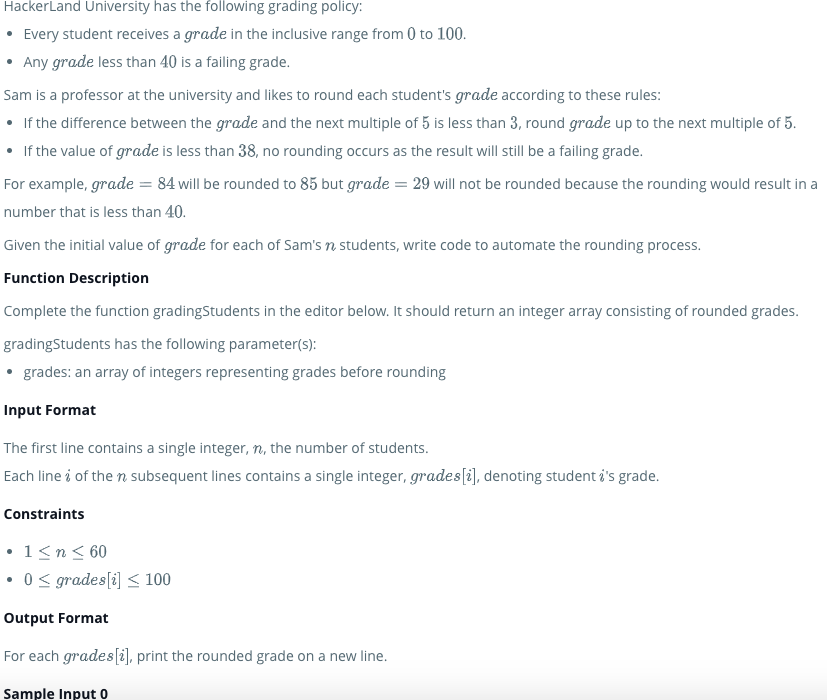 HackerLand University has the following grading policy:
• Every student receives a grade in the inclusive range from 0 to 100.
• Any grade less than 40 is a failing grade.
Sam is a professor at the university and likes to round each student's grade according to these rules:
• If the difference between the grade and the next multiple of 5 is less than 3, round grade up to the next multiple of 5.
• If the value of grade is less than 38, no rounding occurs as the result will still be a failing grade.
For example, grade = 84 will be rounded to 85 but grade = 29 will not be rounded because the rounding would result in a
number that is less than 40.
Given the initial value of grade for each of Sam's n students, write code to automate the rounding process.
Function Description
Complete the function gradingStudents in the editor below. It should return an integer array consisting of rounded grades.
gradingStudents has the following parameter(s):
• grades: an array of integers representing grades before rounding
Input Format
The first line contains a single integer, n, the number of students.
Each line i of the n subsequent lines contains a single integer, grades[i], denoting student i's grade.
Constraints
• 1 ≤ n ≤ 60
• 0 ≤ grades[i] ≤ 100
Output Format
For each grades[i], print the rounded grade on a new line.
Sample Input 0